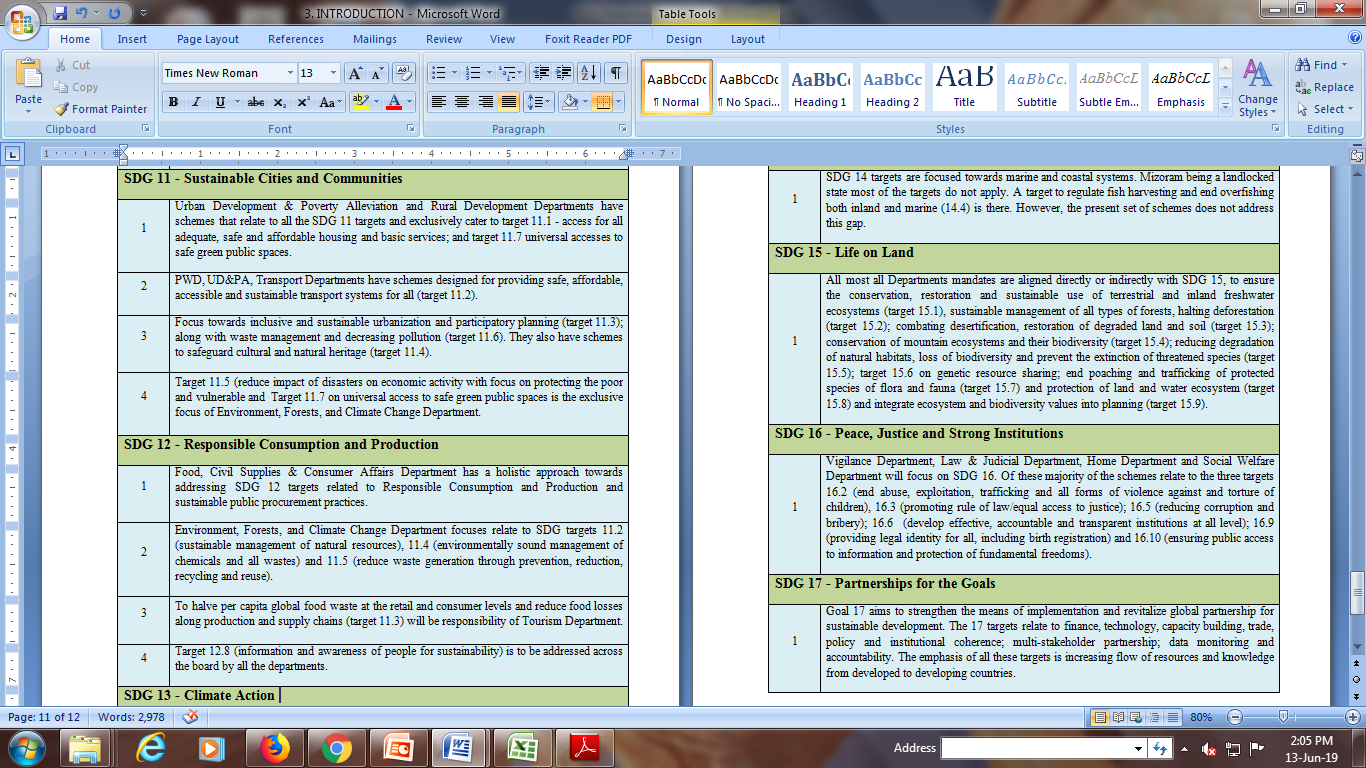 3. INTRODUCTION - Microsoft Word
Table Tools
Home Insert Page Layout References Mailings Review View Foxit Reader PDF Design Layout
Paste
Cut
Copy
Format Painter
Clipboard
Times New Roman 13
B I U abc x₂ x² Aa
Font
Paragraph
AaBbCcDc AaBbCcDc AaBbC AaBbCc AaB AaBbCc. AaBbCcL AaBbCcL
¶ Normal ¶ No Spaci... Heading 1 Heading 2 Title Subtitle Subtle Em... Emphasis
Change Styles
Styles
Find
Replace
Select
Editing
1 1 2 3 4 5 6 7
SDG 11 - Sustainable Cities and Communities
1
Urban Development & Poverty Alleviation and Rural Development Departments have
schemes that relate to all the SDG 11 targets and exclusively cater to target 11.1 - access for all
adequate, safe and affordable housing and basic services; and target 11.7 universal accesses to
safe green public spaces.
2
PWD, UD&PA, Transport Departments have schemes designed for providing safe, affordable,
accessible and sustainable transport systems for all (target 11.2).
3
Focus towards inclusive and sustainable urbanization and participatory planning (target 11.3);
along with waste management and decreasing pollution (target 11.6). They also have schemes
to safeguard cultural and natural heritage (target 11.4).
4
Target 11.5 (reduce impact of disasters on economic activity with focus on protecting the poor
and vulnerable and Target 11.7 on universal access to safe green public spaces is the exclusive
focus of Environment, Forests, and Climate Change Department.
SDG 12 - Responsible Consumption and Production
1
Food, Civil Supplies & Consumer Affairs Department has a holistic approach towards
addressing SDG 12 targets related to Responsible Consumption and Production and
sustainable public procurement practices.
2
Environment, Forests, and Climate Change Department focuses relate to SDG targets 11.2
(sustainable management of natural resources), 11.4 (environmentally sound management of
chemicals and all wastes) and 11.5 (reduce waste generation through prevention, reduction,
recycling and reuse).
3
To halve per capita global food waste at the retail and consumer levels and reduce food losses
along production and supply chains (target 11.3) will be responsibility of Tourism Department.
4
Target 12.8 (information and awareness of people for sustainability) is to be addressed across
the board by all the departments.
SDG 13 - Climate Action
1
SDG 14 targets are focused towards marine and coastal systems. Mizoram being a landlocked
state most of the targets do not apply. A target to regulate fish harvesting and end overfishing
both inland and marine (14.4) is there. However, the present set of schemes does not address
this gap.
SDG 15 - Life on Land
1
All most all Departments mandates are aligned directly or indirectly with SDG 15, to ensure
the conservation, restoration and sustainable use of terrestrial and inland freshwater
ecosystems (target 15.1), sustainable management of all types of forests, halting deforestation
(target 15.2); combating desertification, restoration of degraded land and soil (target 15.3);
conservation of mountain ecosystems and their biodiversity (target 15.4); reducing degradation
of natural habitats, loss of biodiversity and prevent the extinction of threatened species (target
15.5); target 15.6 on genetic resource sharing; end poaching and trafficking of protected
species of flora and fauna (target 15.7) and protection of land and water ecosystem (target
15.8) and integrate ecosystem and biodiversity values into planning (target 15.9).
SDG 16 - Peace, Justice and Strong Institutions
1
Vigilance Department, Law & Judicial Department, Home Department and Social Welfare
Department will focus on SDG 16. Of these majority of the schemes relate to the three targets
16.2 (end abuse, exploitation, trafficking and all forms of violence against and torture of
children), 16.3 (promoting rule of law/equal access to justice); 16.5 (reducing corruption and
bribery); 16.6 (develop effective, accountable and transparent institutions at all level); 16.9
(providing legal identity for all, including birth registration) and 16.10 (ensuring public access
to information and protection of fundamental freedoms).
SDG 17 - Partnerships for the Goals
1
Goal 17 aims to strengthen the means of implementation and revitalize global partnership for
sustainable development. The 17 targets relate to finance, technology, capacity building, trade,
policy and institutional coherence; multi-stakeholder partnership; data monitoring and
accountability. The emphasis of all these targets is increasing flow of resources and knowledge
from developed to developing countries.
Page: 11 of 12 Words: 2,978 80%
Address
2:05 PM
13-Jun-19